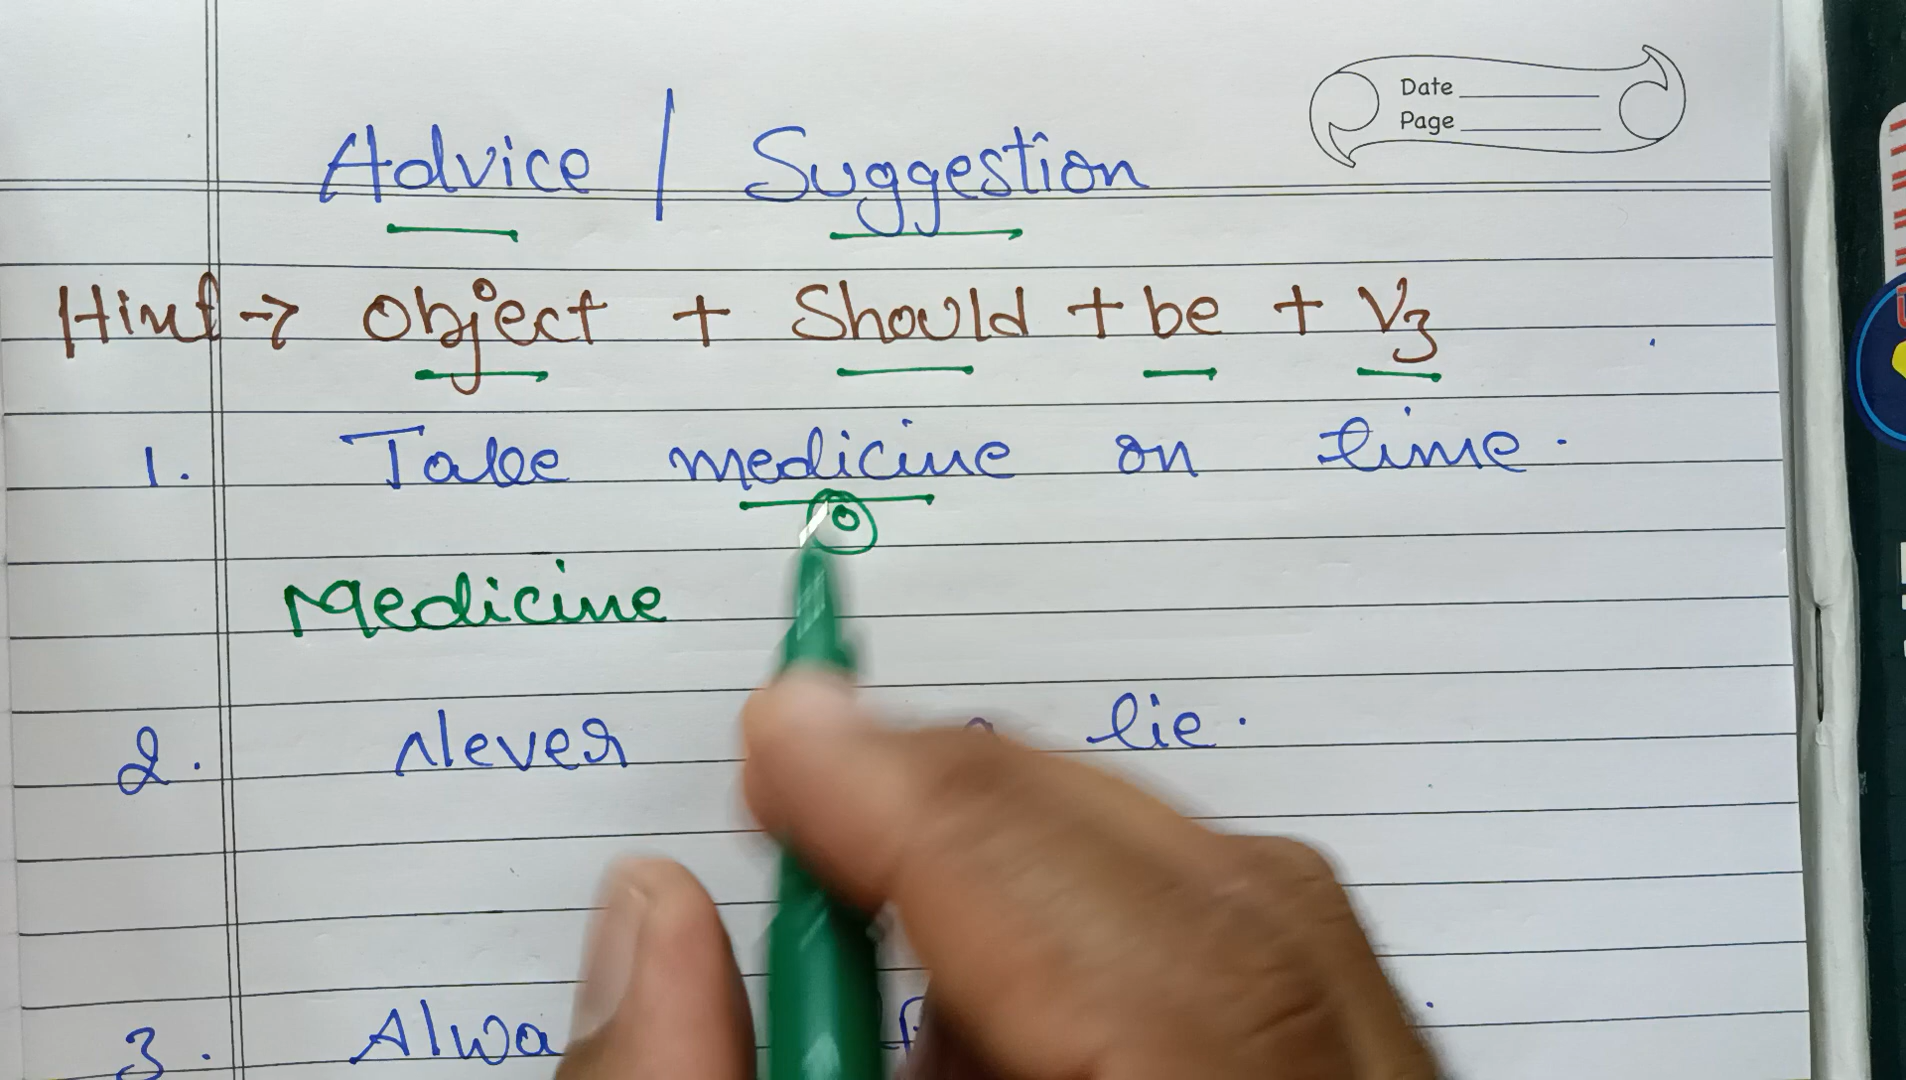 Date
Page
Advice / Suggestion
Hint → Object + Should + be + V3
1. Take medicine on time.
O
Medicine
2. Never a lie.
3.